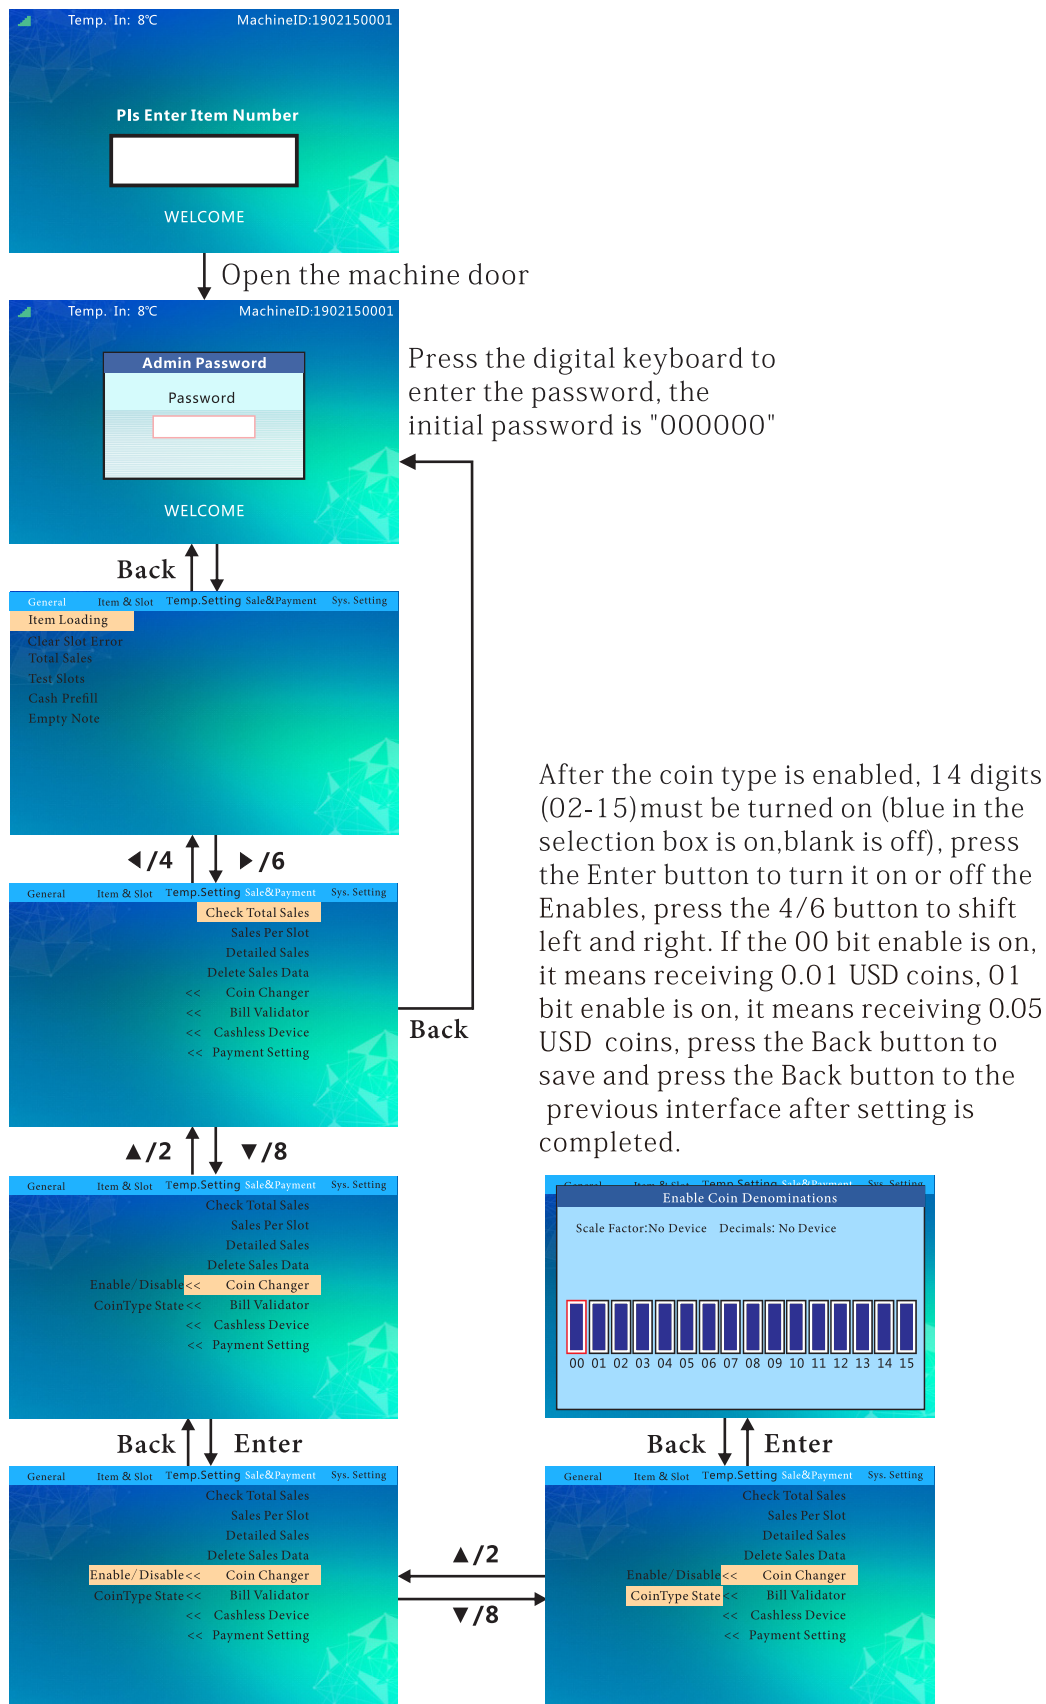 Temp. In: 8℃ MachineID:1902150001
Pls Enter Item Number
WELCOME
Open the machine door
Temp. In: 8℃ MachineID:1902150001
Admin Password
Password
WELCOME
Press the digital keyboard to
enter the password, the
initial password is "000000"
Back
General Item & Slot Temp.Setting Sale&Payment Sys. Setting
Item Loading
Clear Slot Error
Total Sales
Test Slots
Cash Prefill
Empty Note
◀/4 ▶/6
General Item & Slot Temp.Setting Sale&Payment Sys. Setting
Check Total Sales
Sales Per Slot
Detailed Sales
Delete Sales Data
<< Coin Changer
<< Bill Validator
<< Cashless Device
<< Payment Setting
Back
▲/2 ▼/8
General Item & Slot Temp.Setting Sale&Payment Sys. Setting
Check Total Sales
Sales Per Slot
Detailed Sales
Delete Sales Data
Enable/Disable<< Coin Changer
CoinType State<< Bill Validator
<< Cashless Device
<< Payment Setting
Back Enter
General Item & Slot Temp.Setting Sale&Payment Sys. Setting
Check Total Sales
Sales Per Slot
Detailed Sales
Delete Sales Data
Enable/Disable<< Coin Changer
CoinType State<< Bill Validator
<< Cashless Device
<< Payment Setting
▲/2
▼/8
After the coin type is enabled, 14 digits
(02-15)must be turned on (blue in the
selection box is on,blank is off), press
the Enter button to turn it on or off the
Enables, press the 4/6 button to shift
left and right. If the 00 bit enable is on,
it means receiving 0.01 USD coins, 01
bit enable is on, it means receiving 0.05
USD coins, press the Back button to
save and press the Back button to the
previous interface after setting is
completed.
General Item & Slot Temp.Setting Sale&Payment Sys. Setting
Enable Coin Denominations
Scale Factor:No Device Decimals: No Device
00 01 02 03 04 05 06 07 08 09 10 11 12 13 14 15
Back Enter
General Item & Slot Temp.Setting Sale&Payment Sys. Setting
Check Total Sales
Sales Per Slot
Detailed Sales
Delete Sales Data
Enable/Disable<< Coin Changer
CoinType State<< Bill Validator
<< Cashless Device
<< Payment Setting